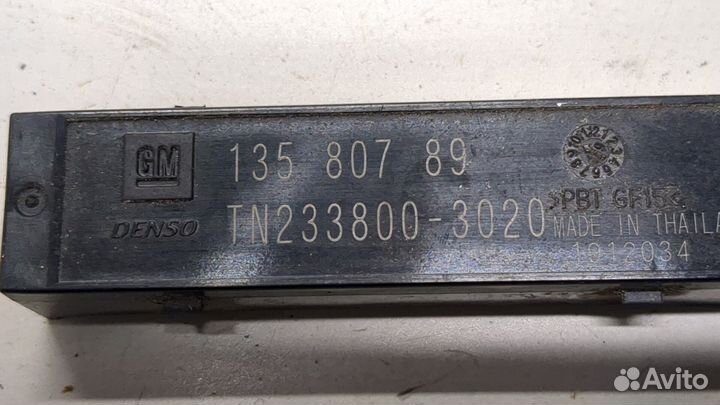 GM
135 807 89
DENSO
TN233800-3020
>PBT GF15<
MADE IN THAILA
1912034
Avito